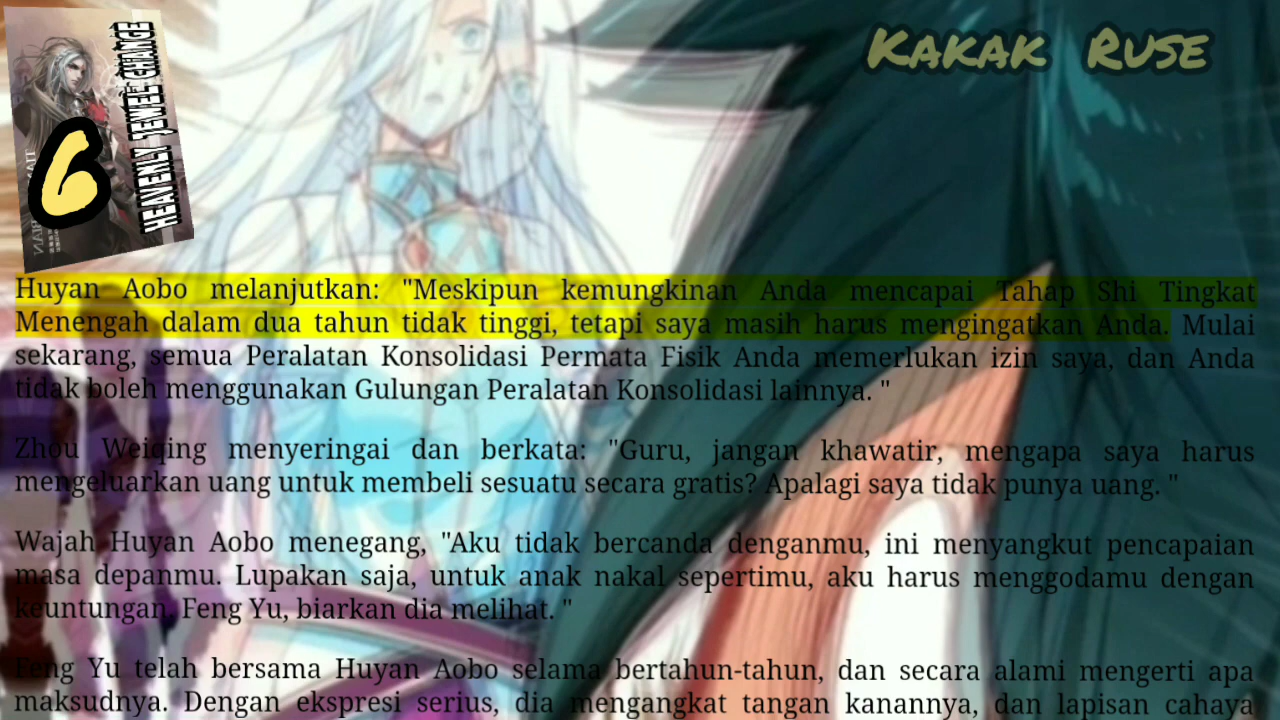 Kakak Ruse
HEAVENLY JEWEL CHANGE
6
Huyan Aobo melanjutkan: "Meskipun kemungkinan Anda mencapai Tahap Shi Tingkat
Menengah dalam dua tahun tidak tinggi, tetapi saya masih harus mengingatkan Anda. Mulai
sekarang, semua Peralatan Konsolidasi Permata Fisik Anda memerlukan izin saya, dan Anda
tidak boleh menggunakan Gulungan Peralatan Konsolidasi lainnya. "
Zhou Weiqing menyeringai dan berkata: "Guru, jangan khawatir, mengapa saya harus
mengeluarkan uang untuk membeli sesuatu secara gratis? Apalagi saya tidak punya uang. "
Wajah Huyan Aobo menegang, "Aku tidak bercanda denganmu, ini menyangkut pencapaian
masa depanmu. Lupakan saja, untuk anak nakal sepertimu, aku harus menggodamu dengan
keuntungan, Feng Yu, biarkan dia melihat. "
Feng Yu telah bersama Huyan Aobo selama bertahun-tahun, dan secara alami mengerti apa
maksudnya. Dengan ekspresi serius, dia mengangkat tangan kanannya, dan lapisan cahaya